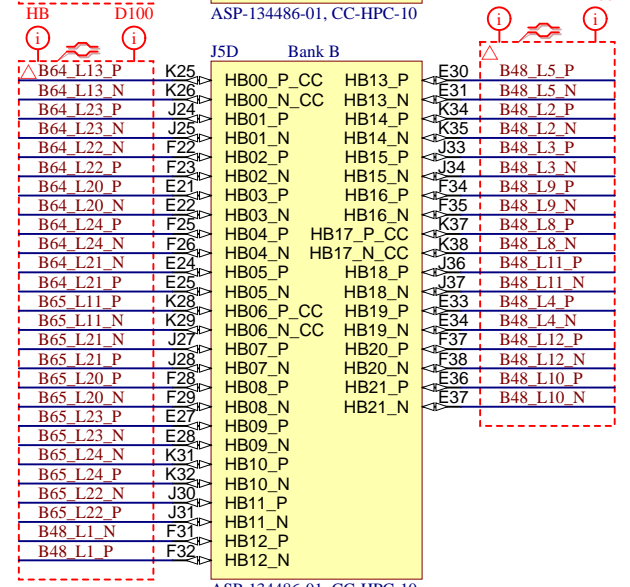 HB D100 ASP-134486-01, CC-HPC-10
i i i i
J5D Bank B
B64_L13_P K25 HB00_P_CC HB13_P E30 B48_L5_P
B64_L13_N K26 HB00_N_CC HB13_N E31 B48_L5_N
B64_L23_P J24 HB01_P HB14_P K34 B48_L2_P
B64_L23_N J25 HB01_N HB14_N K35 B48_L2_N
B64_L22_N F22 HB02_P HB15_P J33 B48_L3_P
B64_L22_P F23 HB02_N HB15_N J34 B48_L3_N
B64_L20_P E21 HB03_P HB16_P F34 B48_L9_P
B64_L20_N E22 HB03_N HB16_N F35 B48_L9_N
B64_L24_P F25 HB04_P HB17_P_CC K37 B48_L8_P
B64_L24_N F26 HB04_N HB17_N_CC K38 B48_L8_N
B64_L21_N E24 HB05_P HB18_P J36 B48_L11_P
B64_L21_P E25 HB05_N HB18_N J37 B48_L11_N
B65_L11_P K28 HB06_P_CC HB19_P E33 B48_L4_P
B65_L11_N K29 HB06_N_CC HB19_N E34 B48_L4_N
B65_L21_N J27 HB07_P HB20_P F37 B48_L12_P
B65_L21_P J28 HB07_N HB20_N F38 B48_L12_N
B65_L20_P F28 HB08_P HB21_P E36 B48_L10_P
B65_L20_N F29 HB08_N HB21_N E37 B48_L10_N
B65_L23_P E27 HB09_P
B65_L23_N E28 HB09_N
B65_L24_N K31 HB10_P
B65_L24_P K32 HB10_N
B65_L22_N J30 HB11_P
B65_L22_P J31 HB11_N
B48_L1_N F31 HB12_P
B48_L1_P F32 HB12_N
ASP-134486-01, CC-HPC-10